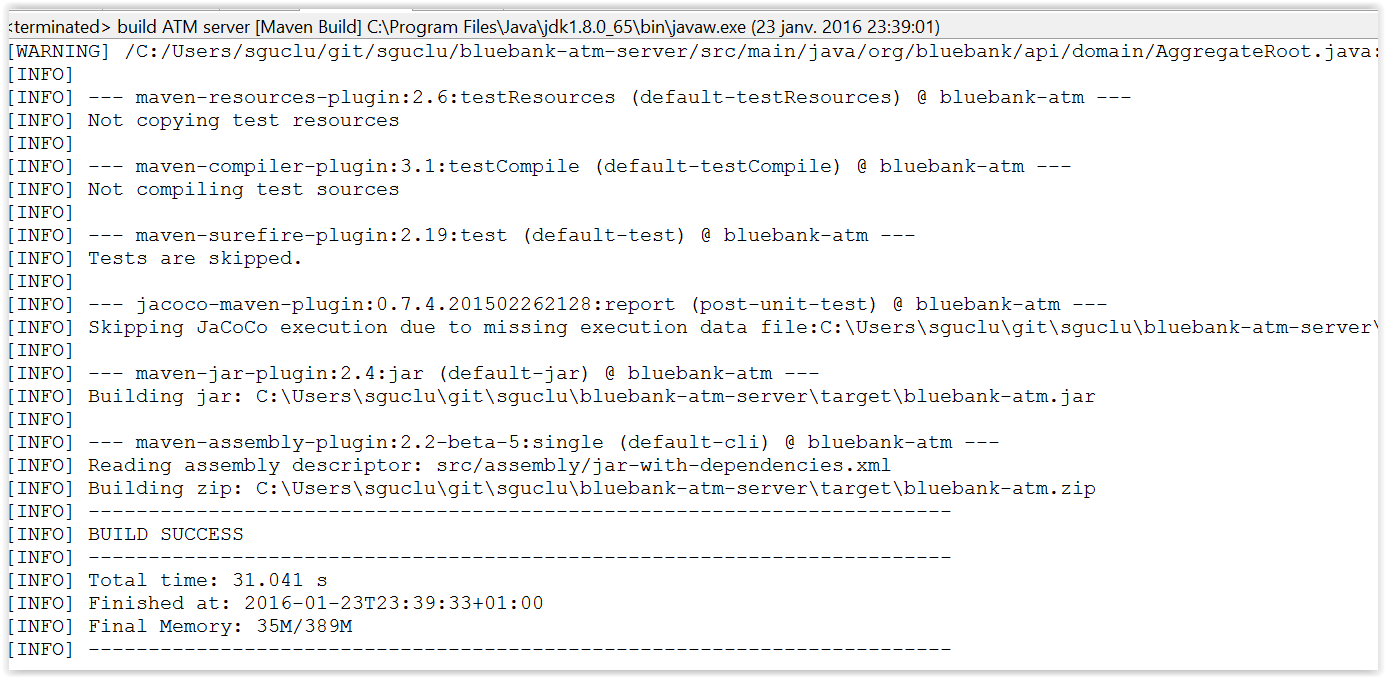 <terminated> build ATM server [Maven Build] C:\Program Files\Java\jdk1.8.0_65\bin\javaw.exe (23 janv. 2016 23:39:01)
[WARNING] /C:/Users/sguclu/git/sguclu/bluebank-atm-server/src/main/java/org/bluebank/api/domain/AggregateRoot.java:
[INFO]
[INFO] --- maven-resources-plugin:2.6:testResources (default-testResources) @ bluebank-atm ---
[INFO] Not copying test resources
[INFO]
[INFO] --- maven-compiler-plugin:3.1:testCompile (default-testCompile) @ bluebank-atm ---
[INFO] Not compiling test sources
[INFO]
[INFO] --- maven-surefire-plugin:2.19:test (default-test) @ bluebank-atm ---
[INFO] Tests are skipped.
[INFO]
[INFO] --- jacoco-maven-plugin:0.7.4.201502262128:report (post-unit-test) @ bluebank-atm ---
[INFO] Skipping JaCoCo execution due to missing execution data file:C:\Users\sguclu\git\sguclu\bluebank-atm-server\
[INFO]
[INFO] --- maven-jar-plugin:2.4:jar (default-jar) @ bluebank-atm ---
[INFO] Building jar: C:\Users\sguclu\git\sguclu\bluebank-atm-server\target\bluebank-atm.jar
[INFO]
[INFO] --- maven-assembly-plugin:2.2-beta-5:single (default-cli) @ bluebank-atm ---
[INFO] Reading assembly descriptor: src/assembly/jar-with-dependencies.xml
[INFO] Building zip: C:\Users\sguclu\git\sguclu\bluebank-atm-server\target\bluebank-atm.zip
[INFO] ------------------------------------------------------------------------
[INFO] BUILD SUCCESS
[INFO] ------------------------------------------------------------------------
[INFO] Total time: 31.041 s
[INFO] Finished at: 2016-01-23T23:39:33+01:00
[INFO] Final Memory: 35M/389M
[INFO] ------------------------------------------------------------------------